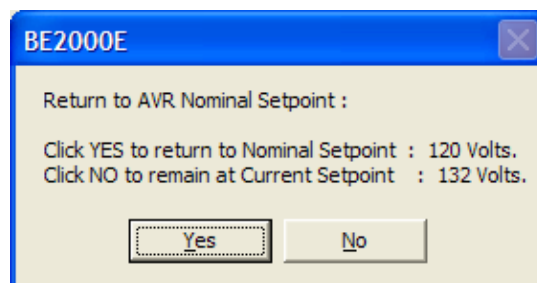 BE2000E
Return to AVR Nominal Setpoint :
Click YES to return to Nominal Setpoint : 120 Volts.
Click NO to remain at Current Setpoint : 132 Volts.
Yes No